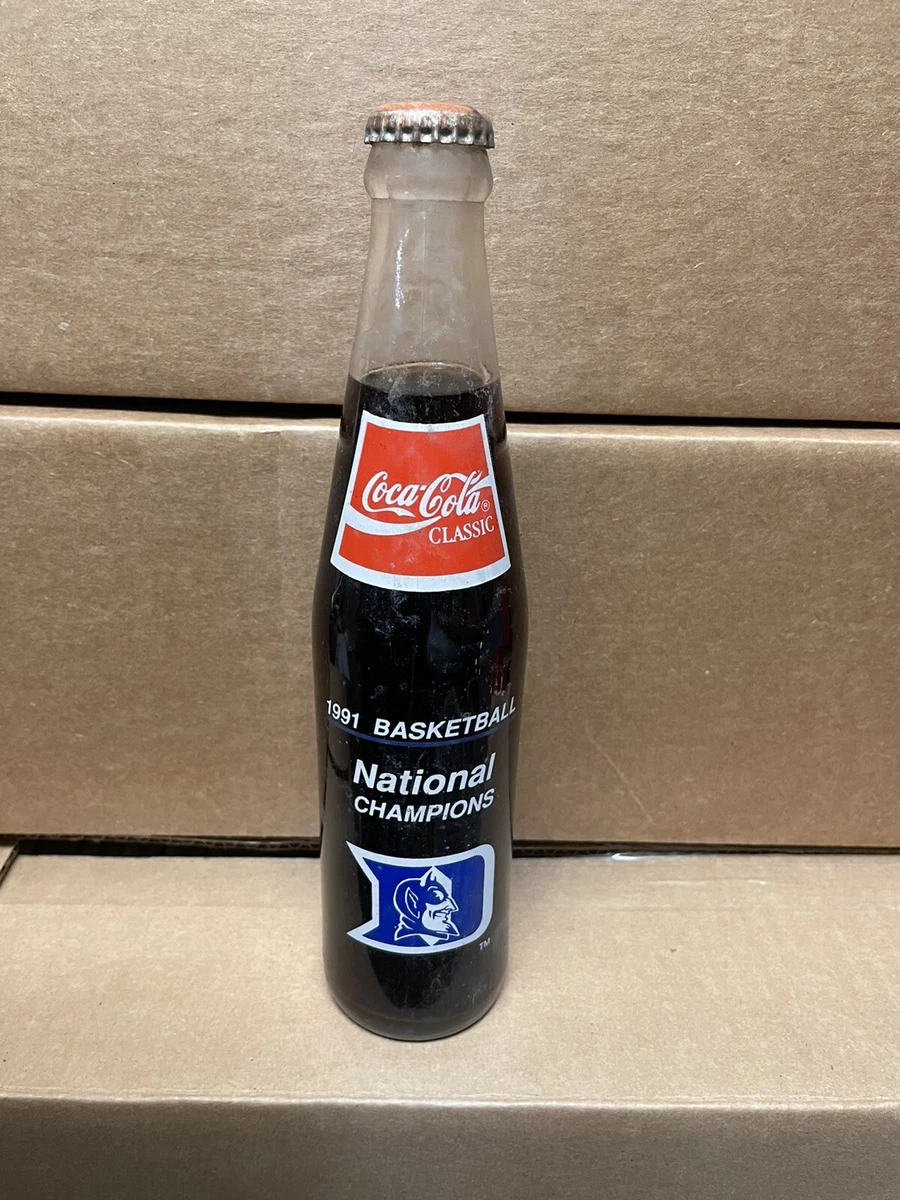 Coca-Cola ®
CLASSIC
1991 BASKETBALL
National
CHAMPIONS
TM